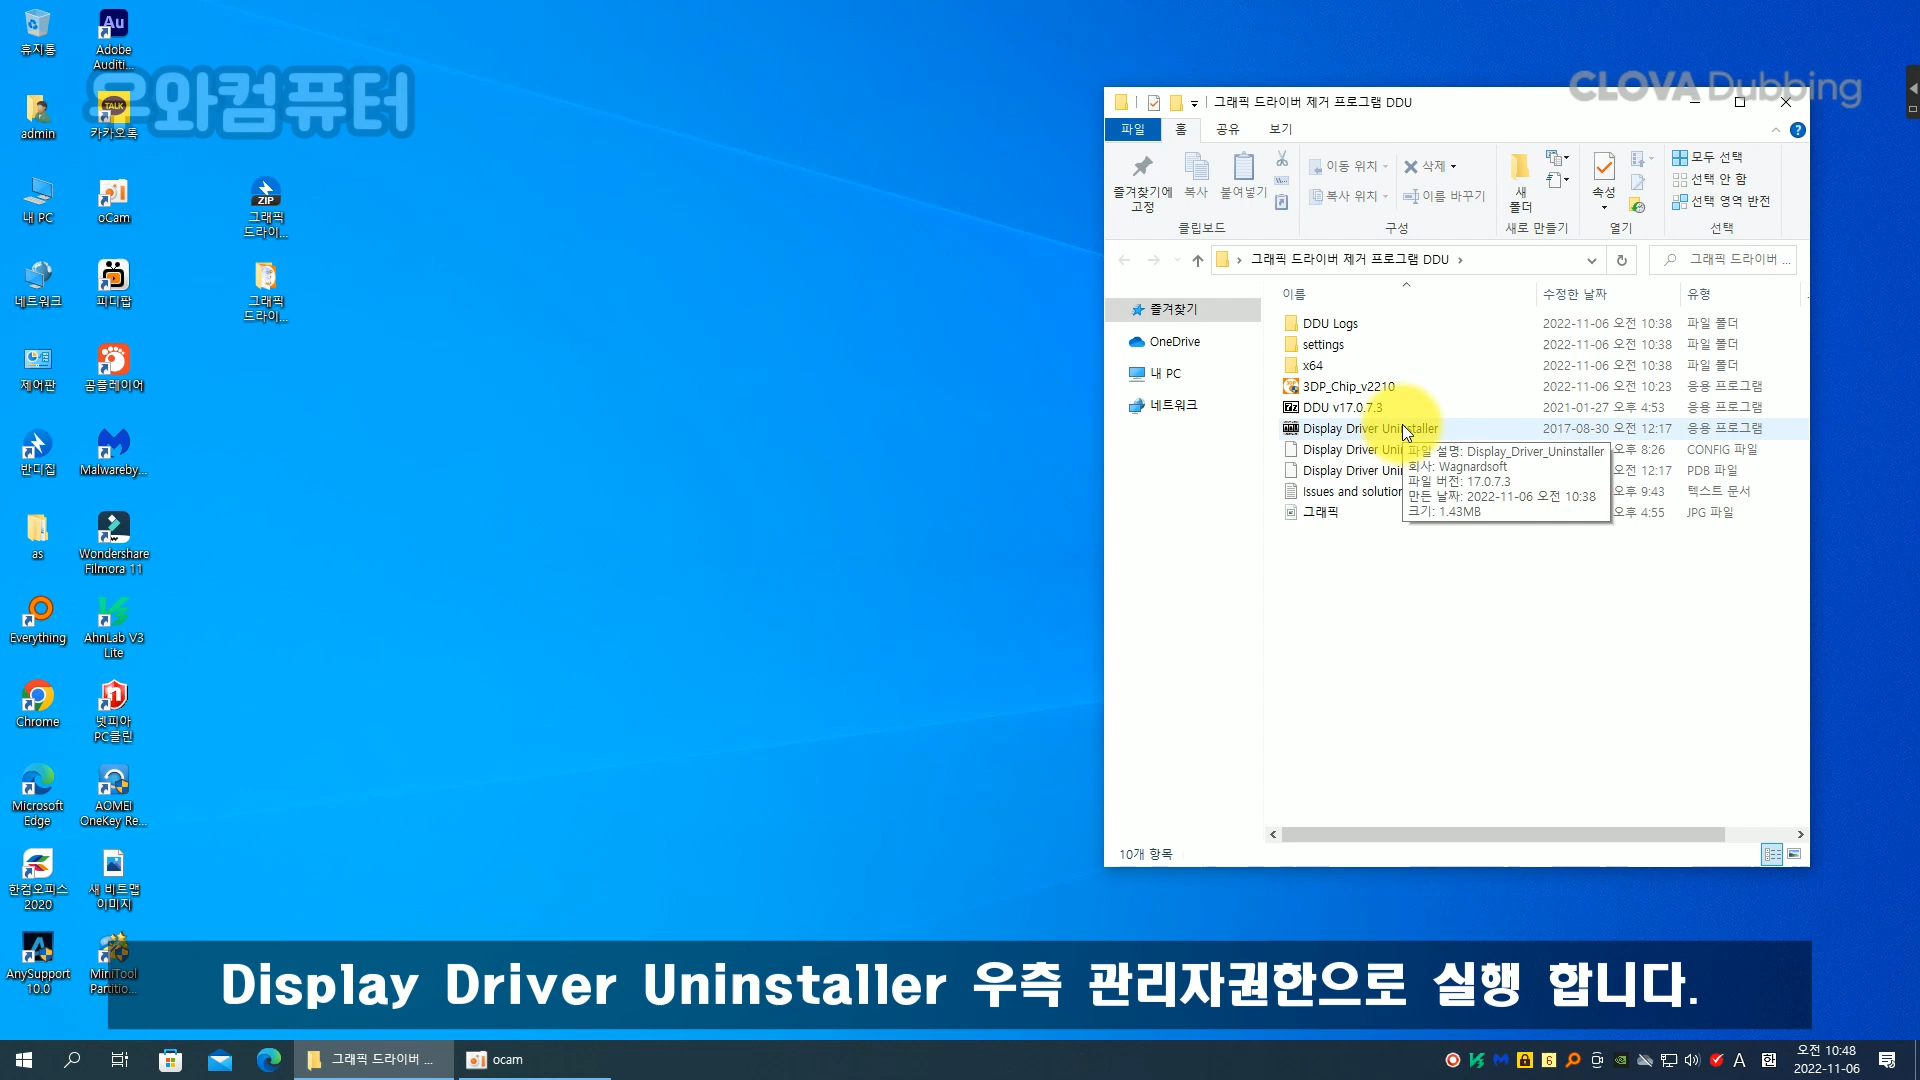 휴지통
Adobe
Auditi...
admin
카카오톡
우와컴퓨터
내 PC
oCam
ZIP
그래픽
드라이...
네트워크
피디팝
그래픽
드라이...
제어판
곰플레이어
반디집
Malwareby...
as
Wondershare
Filmora 11
Everything
AhnLab V3
Lite
Chrome
넷피아
PC클린
Microsoft
Edge
AOMEI
OneKey Re...
한컴오피스
2020
새 비트맵
이미지
AnySupport
10.0
MiniTool
Partitio...
CLOVA Dubbing
그래픽 드라이버 제거 프로그램 DDU
파일 홈 공유 보기
즐겨찾기에
고정
복사
붙여넣기
이동 위치
복사 위치
삭제
이름 바꾸기
새
폴더
속성
모두 선택
선택 안 함
선택 영역 반전
클립보드 구성 새로 만들기 열기 선택
그래픽 드라이버 제거 프로그램 DDU
그래픽 드라이버 ...
즐겨찾기
OneDrive
내 PC
네트워크
이름 수정한 날짜 유형
DDU Logs 2022-11-06 오전 10:38 파일 폴더
settings 2022-11-06 오전 10:38 파일 폴더
x64 2022-11-06 오전 10:38 파일 폴더
3DP_Chip_v2210 2022-11-06 오전 10:23 응용 프로그램
DDU v17.0.7.3 2021-01-27 오후 4:53 응용 프로그램
Display Driver Uninstaller 2017-08-30 오전 12:17 응용 프로그램
Display Driver Uni 오후 8:26 CONFIG 파일
Display Driver Uni 오전 12:17 PDB 파일
Issues and solution 오후 9:43 텍스트 문서
그래픽 오후 4:55 JPG 파일
파일 설명: Display_Driver_Uninstaller
회사: Wagnardsoft
파일 버전: 17.0.7.3
만든 날짜: 2022-11-06 오전 10:38
크기: 1.43MB
10개 항목
Display Driver Uninstaller 우측 관리자권한으로 실행 합니다.
그래픽 드라이버 ...
ocam
A
한
오전 10:48
2022-11-06